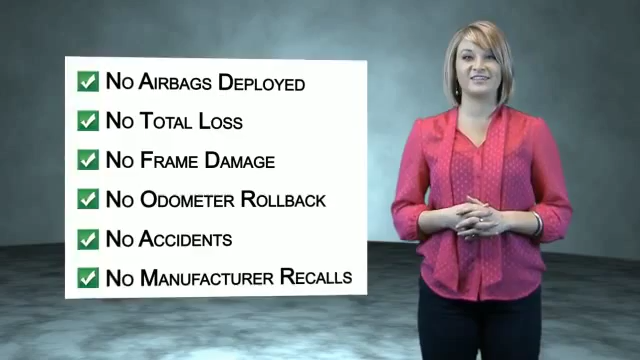 No Airbags Deployed
No Total Loss
No Frame Damage
No Odometer Rollback
No Accidents
No Manufacturer Recalls